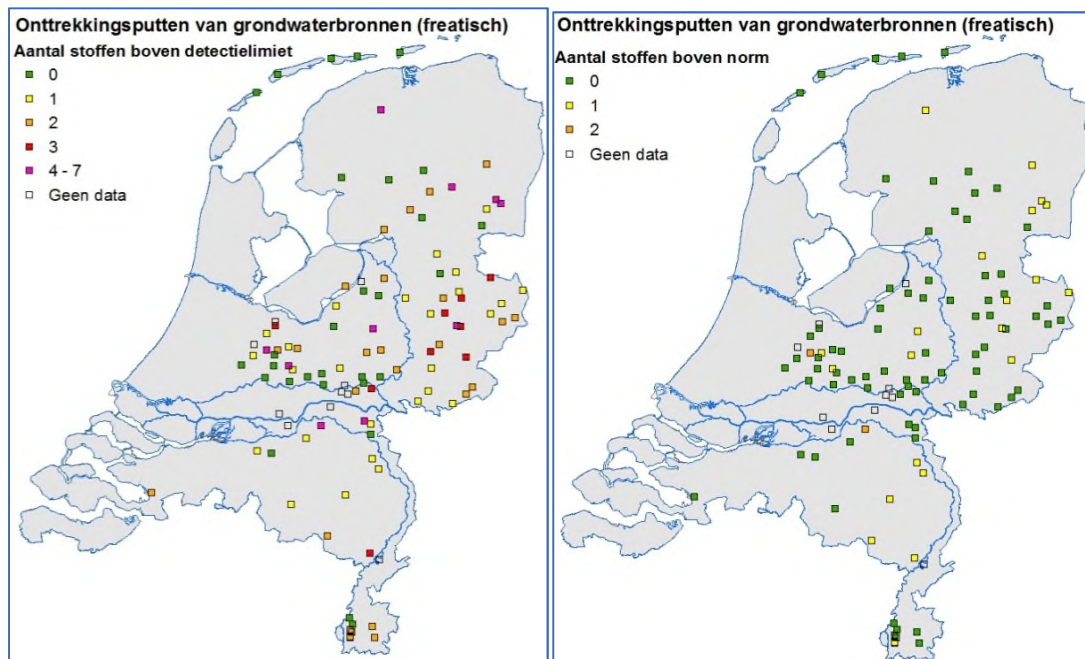 Onttrekkingsputten van grondwaterbronnen (freatisch)
Aantal stoffen boven detectielimiet
0
1
2
3
4 - 7
Geen data
Onttrekkingsputten van grondwaterbronnen (freatisch)
Aantal stoffen boven norm
0
1
2
Geen data